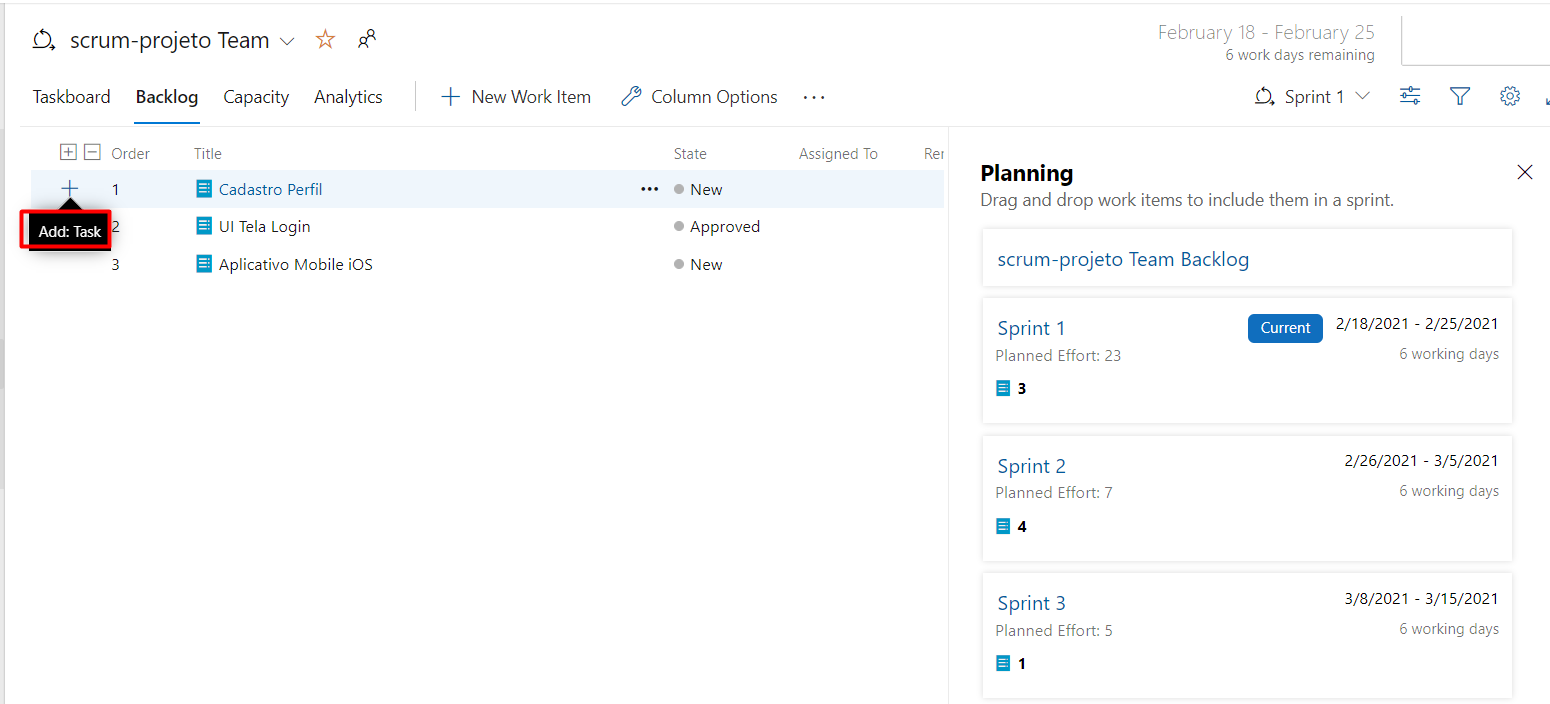 scrum-projeto Team
February 18 - February 25
6 work days remaining
Taskboard Backlog Capacity Analytics New Work Item Column Options Sprint 1
Order Title State Assigned To Rer
1 Cadastro Perfil New
Add: Task
2 UI Tela Login Approved
3 Aplicativo Mobile iOS New
Planning
Drag and drop work items to include them in a sprint.
scrum-projeto Team Backlog
Sprint 1 Current 2/18/2021 - 2/25/2021
Planned Effort: 23 6 working days
3
Sprint 2 2/26/2021 - 3/5/2021
Planned Effort: 7 6 working days
4
Sprint 3 3/8/2021 - 3/15/2021
Planned Effort: 5 6 working days
1